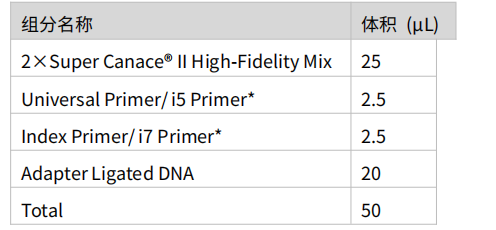 组分名称 体积 (μL)
2×Super Canace® II High-Fidelity Mix 25
Universal Primer/ i5 Primer* 2.5
Index Primer/ i7 Primer* 2.5
Adapter Ligated DNA 20
Total 50